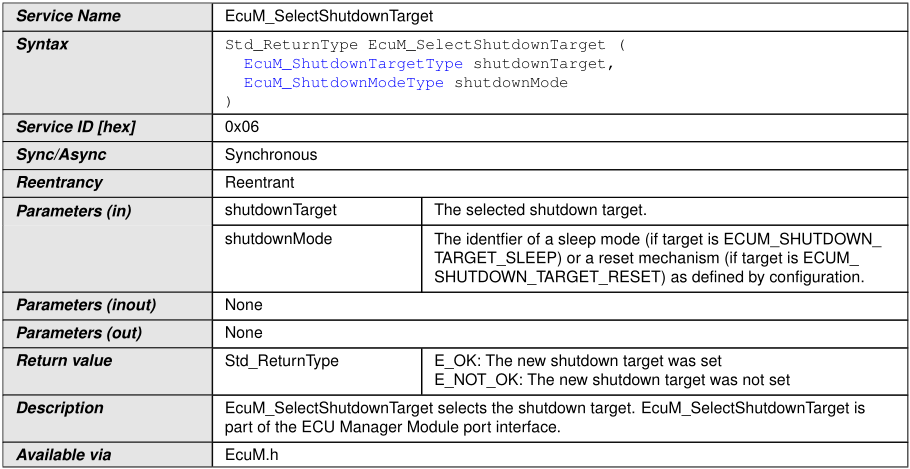 Service Name EcuM_SelectShutdownTarget
Syntax Std_ReturnType EcuM_SelectShutdownTarget (
EcuM_ShutdownTargetType shutdownTarget,
EcuM_ShutdownModeType shutdownMode
)
Service ID [hex] 0x06
Sync/Async Synchronous
Reentrancy Reentrant
Parameters (in) shutdownTarget The selected shutdown target.
shutdownMode The identfier of a sleep mode (if target is ECUM_SHUTDOWN_
TARGET_SLEEP) or a reset mechanism (if target is ECUM_
SHUTDOWN_TARGET_RESET) as defined by configuration.
Parameters (inout) None
Parameters (out) None
Return value Std_ReturnType E_OK: The new shutdown target was set
E_NOT_OK: The new shutdown target was not set
Description EcuM_SelectShutdownTarget selects the shutdown target. EcuM_SelectShutdownTarget is
part of the ECU Manager Module port interface.
Available via EcuM.h